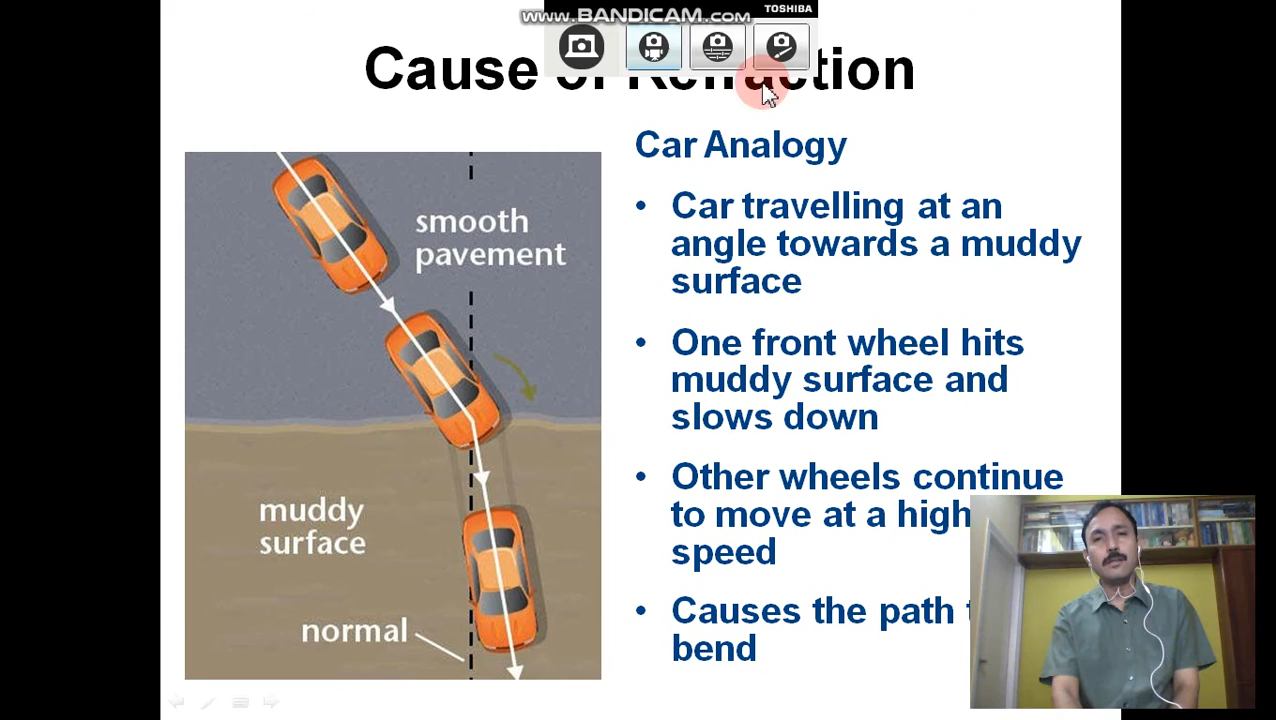 www.BANDICAM.com
TOSHIBA
Cause of Refraction
Car Analogy
• Car travelling at an
angle towards a muddy
surface
• One front wheel hits
muddy surface and
slows down
• Other wheels continue
to move at a high
speed
• Causes the path
bend
smooth
pavement
muddy
surface
normal